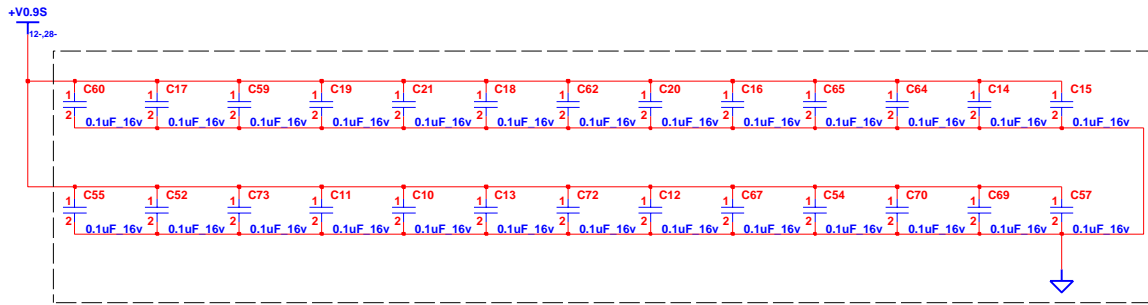 +V0.9S
12-,28-
C60 C17 C59 C19 C21 C18 C62 C20 C16 C65 C64 C14 C15
1 1 1 1 1 1 1 1 1 1 1 1 1
2 2 2 2 2 2 2 2 2 2 2 2 2
0.1uF_16v 0.1uF_16v 0.1uF_16v 0.1uF_16v 0.1uF_16v 0.1uF_16v 0.1uF_16v 0.1uF_16v 0.1uF_16v 0.1uF_16v 0.1uF_16v 0.1uF_16v 0.1uF_16v
C55 C52 C73 C11 C10 C13 C72 C12 C67 C54 C70 C69 C57
1 1 1 1 1 1 1 1 1 1 1 1 1
2 2 2 2 2 2 2 2 2 2 2 2 2
0.1uF_16v 0.1uF_16v 0.1uF_16v 0.1uF_16v 0.1uF_16v 0.1uF_16v 0.1uF_16v 0.1uF_16v 0.1uF_16v 0.1uF_16v 0.1uF_16v 0.1uF_16v 0.1uF_16v